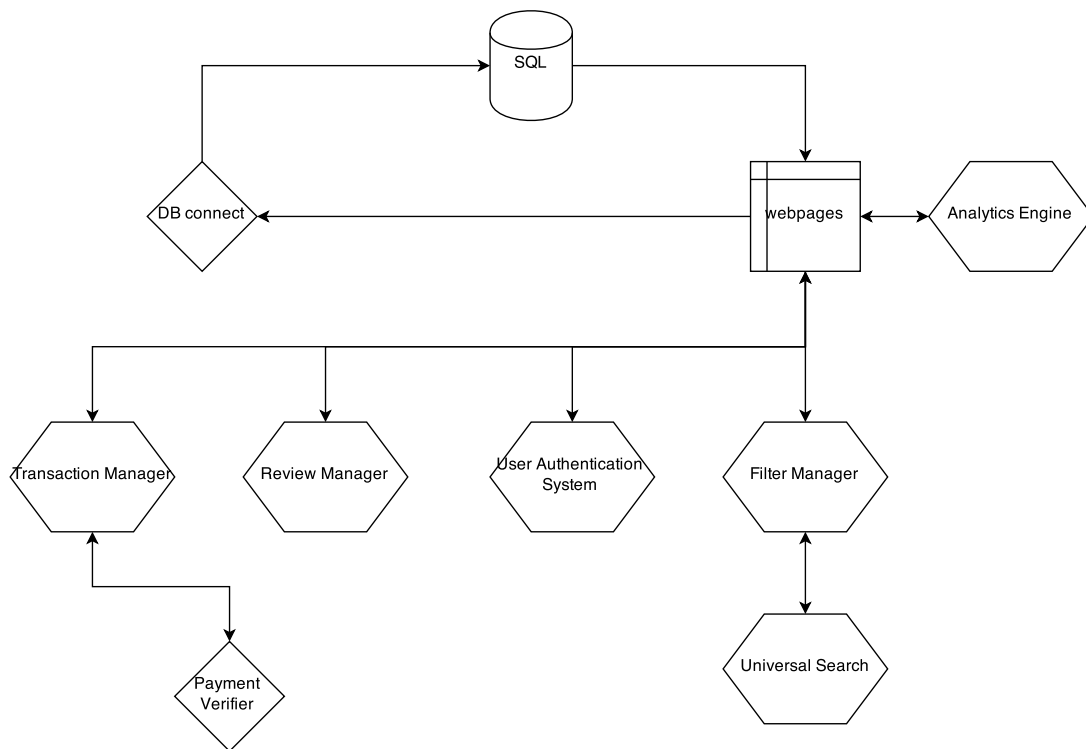 SQL
DB connect
webpages
Analytics Engine
Transaction Manager
Review Manager
User Authentication
System
Filter Manager
Universal Search
Payment
Verifier